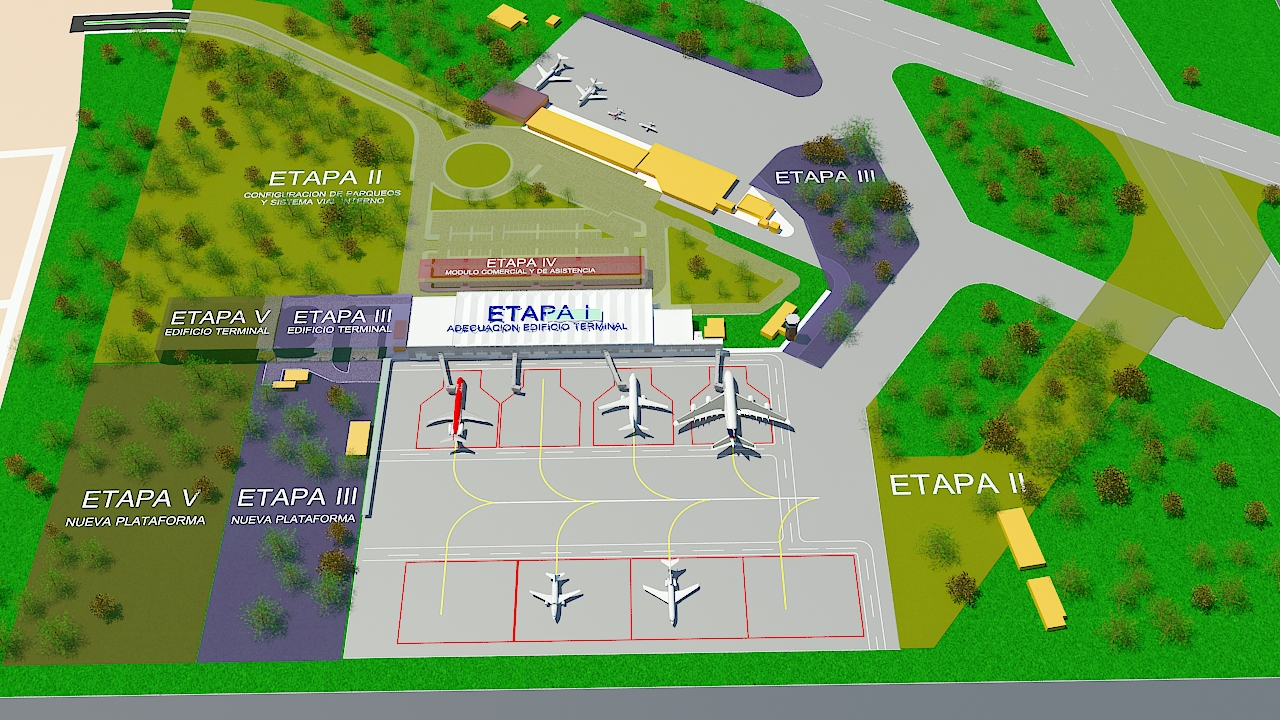 ETAPA II
CONFIGURACION DE PARQUEOS
Y SISTEMA VIAL INTERNO
ETAPA III
ETAPA IV
MODULO COMERCIAL Y DE ASISTENCIA
ETAPA V
EDIFICIO TERMINAL
ETAPA III
EDIFICIO TERMINAL
ETAPA I
ADECUACION EDIFICIO TERMINAL
ETAPA V
NUEVA PLATAFORMA
ETAPA III
NUEVA PLATAFORMA
ETAPA II